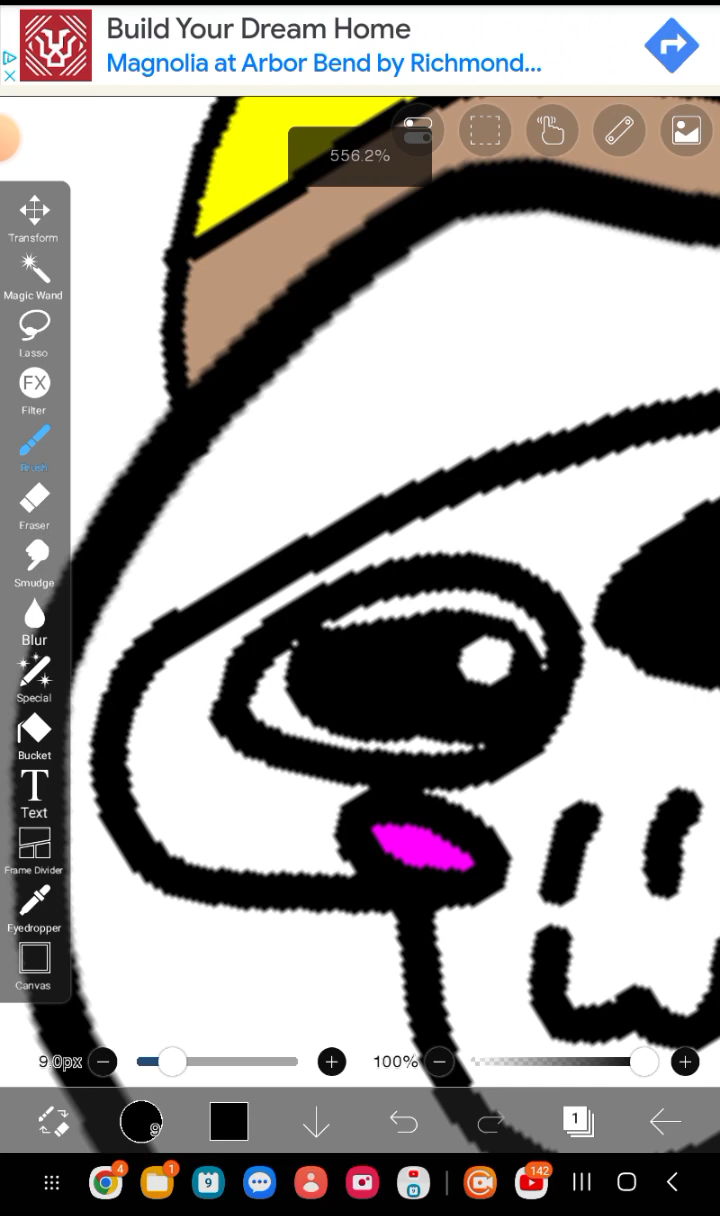 Build Your Dream Home
Magnolia at Arbor Bend by Richmond...
556.2%
Transform
Magic Wand
Lasso
FX
Filter
Brush
Eraser
Smudge
Blur
Special
Bucket
T
Text
Frame Divider
Eyedropper
Canvas
9.0px
100%
9
1
4
1
9
142